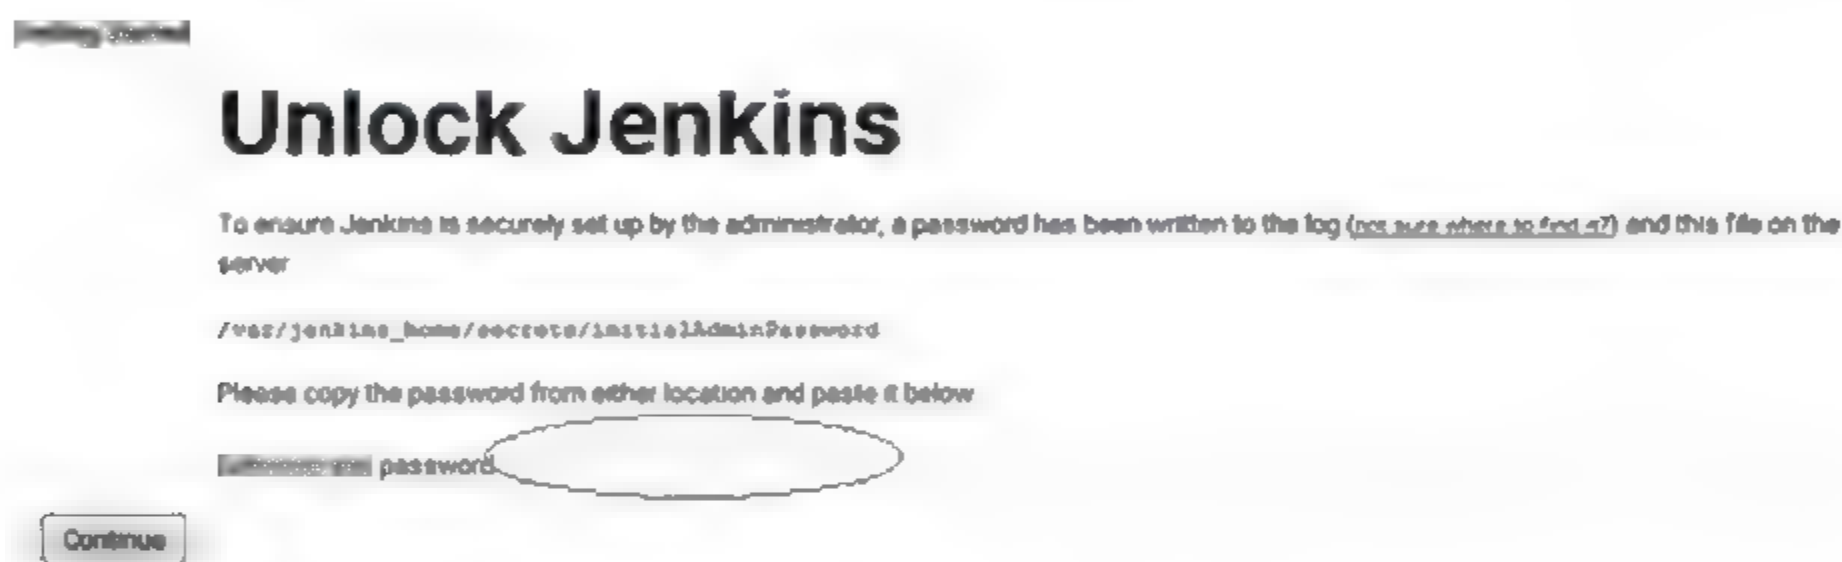 Unlock Jenkins
To ensure Jenkins is securely set up by the administrator, a password has been written to the log (not sure where to find it?) and this file on the
server
/var/jenkins_home/secrets/initialAdminPassword
Please copy the password from either location and paste it below
password
Continue